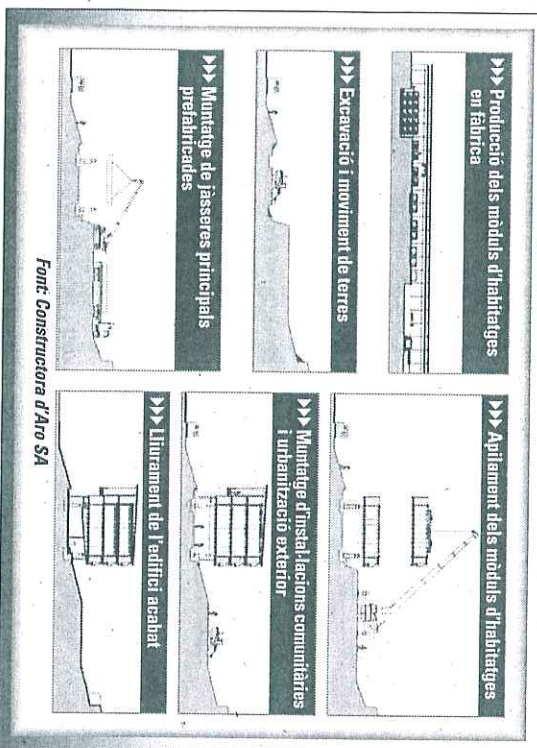 ▶▶▶ Producció dels mòduls d'habitatges
en fàbrica
▶▶▶ Excavació i moviment de terres
▶▶▶ Muntatge de jàsseres principals
prefabricades
▶▶▶ Apilament dels mòduls d'habitatges
▶▶▶ Muntatge d'instal·lacions comunitàries
i urbanització exterior
▶▶▶ Lliurament de l'edifici acabat
Font: Constructora d'Aro SA